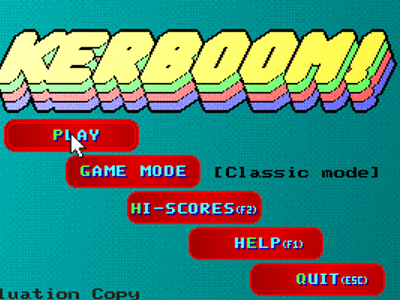 KERBOOM!
PLAY
GAME MODE [Classic mode]
HI-SCORES(F2)
HELP(F1)
QUIT(ESC)
luation Copy